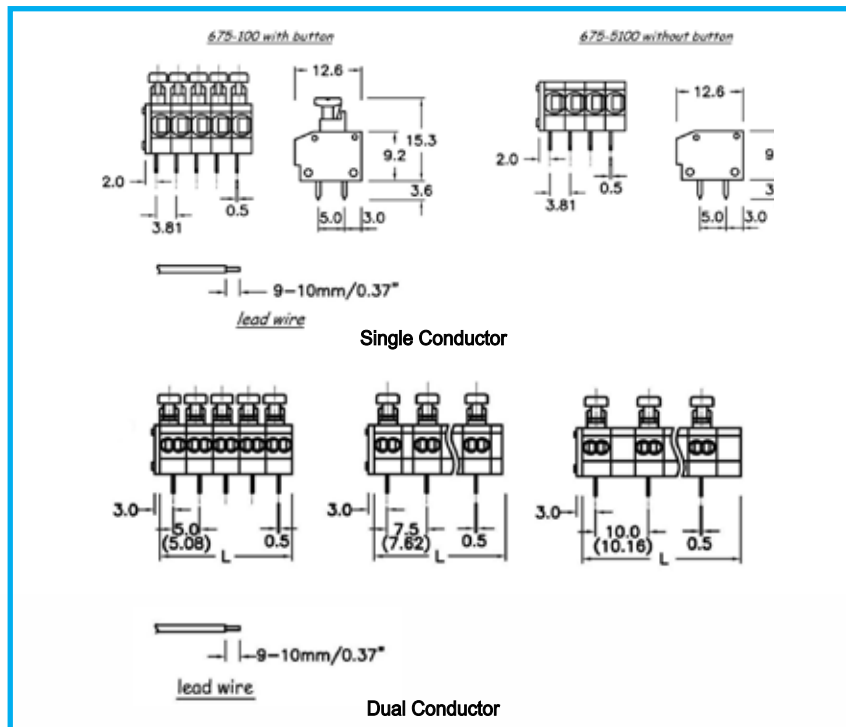 675-100 with button
675-5100 without button
12.6
15.3
9.2
3.6
2.0
0.5
3.81
5.0
3.0
12.6
9
3
2.0
0.5
3.81
5.0
3.0
9-10mm/0.37"
lead wire
Single Conductor
3.0
5.0
(5.08)
0.5
L
3.0
7.5
(7.62)
0.5
L
3.0
10.0
(10.16)
0.5
L
9-10mm/0.37"
lead wire
Dual Conductor